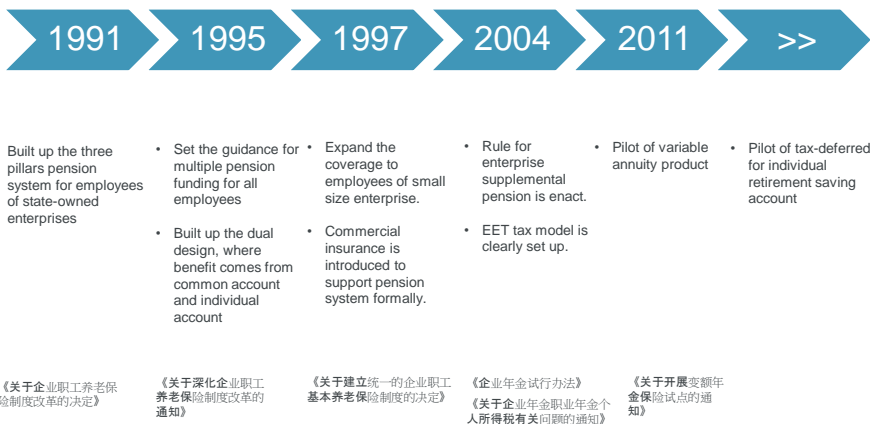 1991
1995
1997
2004
2011
>>
Built up the three
pillars pension
system for employees
of state-owned
enterprises
• Set the guidance for
multiple pension
funding for all
employees
• Built up the dual
design, where
benefit comes from
common account
and individual
account
• Expand the
coverage to
employees of small
size enterprise.
• Commercial
insurance is
introduced to
support pension
system formally.
• Rule for
enterprise
supplemental
pension is enact.
• EET tax model is
clearly set up.
• Pilot of variable
annuity product
• Pilot of tax-deferred
for individual
retirement saving
account
《关于企业职工养老保
险制度改革的决定》
《关于深化企业职工
养老保险制度改革的
通知》
《关于建立统一的企业职工
基本养老保险制度的决定》
《企业年金试行办法》
《关于企业年金职业年金个
人所得税有关问题的通知》
《关于开展变额年
金保险试点的通
知》